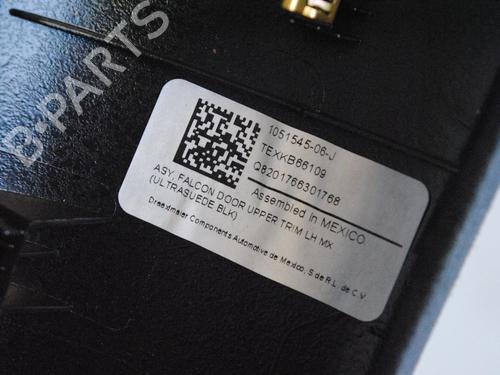 B-PARTS
1051545-06-J
TEXKB66109
Q8201766301768
Assembled in MEXICO
ASY, FALCON DOOR UPPER TRIM LH MX
(ULTRASUEDE BLK)
Draexlmaier Components Automotive de Mexico, S de R.L. de C.V.